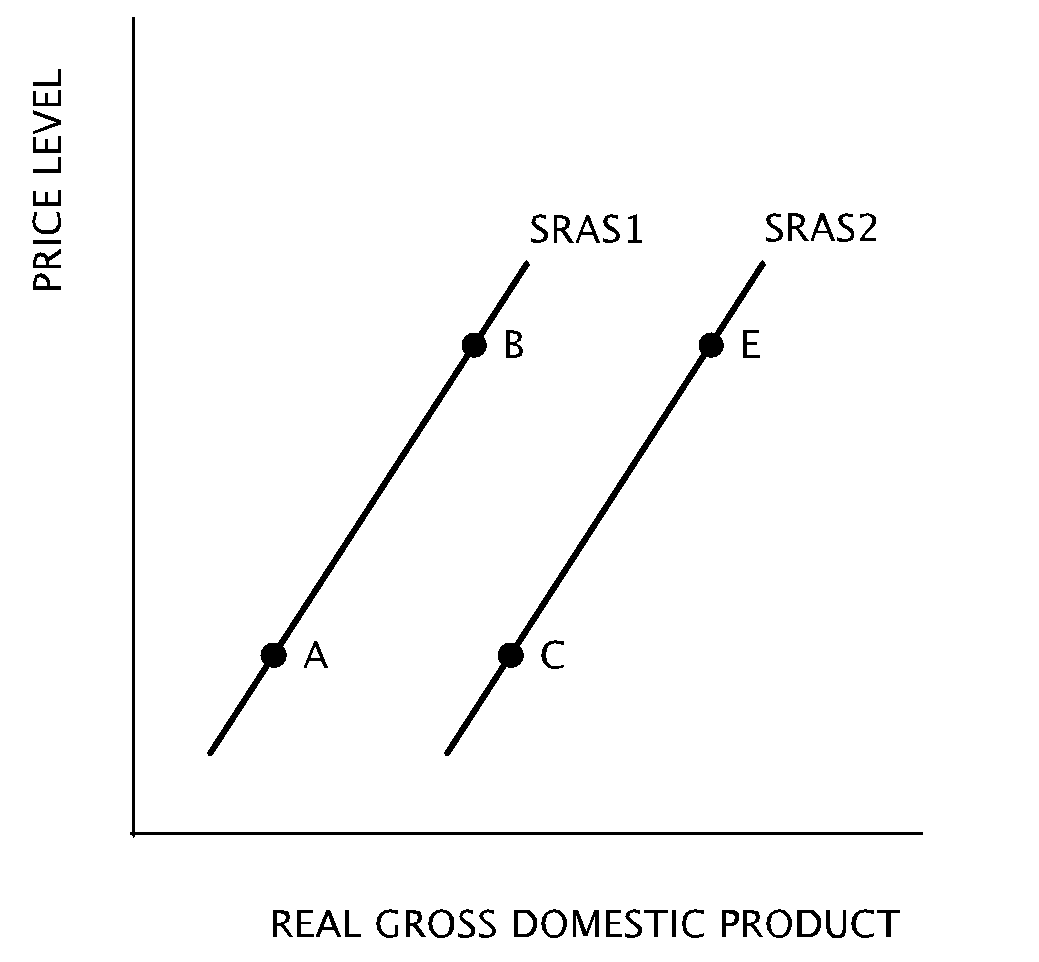 PRICE LEVEL
SRAS1
SRAS2
B
E
A
C
REAL GROSS DOMESTIC PRODUCT